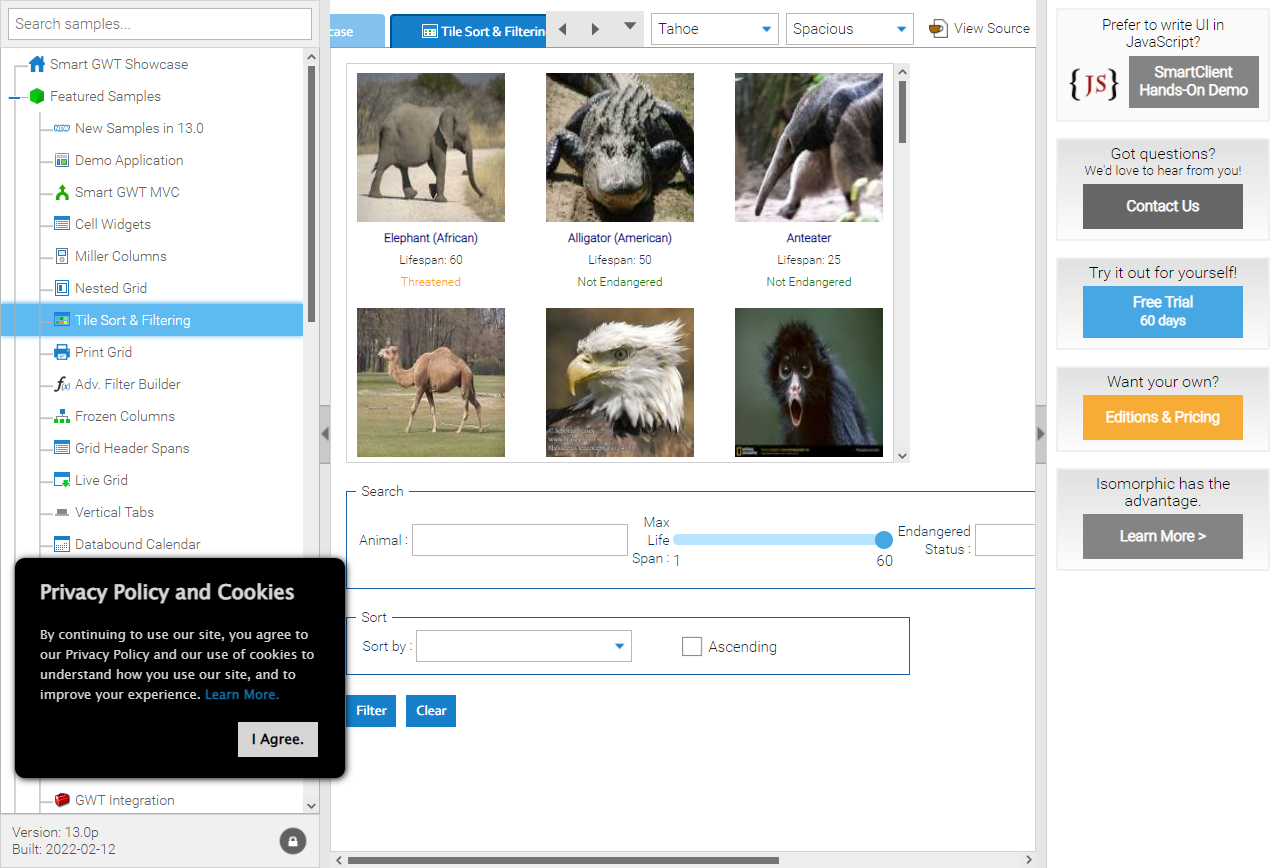 Search samples...
Smart GWT Showcase
Featured Samples
New Samples in 13.0
Demo Application
Smart GWT MVC
Cell Widgets
Miller Columns
Nested Grid
Tile Sort & Filtering
Print Grid
Adv. Filter Builder
Frozen Columns
Grid Header Spans
Live Grid
Vertical Tabs
Databound Calendar
GWT Integration
Version: 13.0p
Built: 2022-02-12
Privacy Policy and Cookies
By continuing to use our site, you agree to
our Privacy Policy and our use of cookies to
understand how you use our site, and to
improve your experience. Learn More.
I Agree.
case
Tile Sort & Filterin
Tahoe
Spacious
View Source
Elephant (African)
Lifespan: 60
Threatened
Alligator (American)
Lifespan: 50
Not Endangered
Anteater
Lifespan: 25
Not Endangered
Search
Animal :
Max
Life
Span :
1
60
Endangered
Status :
Sort
Sort by :
Ascending
Filter
Clear
Prefer to write UI in
JavaScript?
{JS}
SmartClient
Hands-On Demo
Got questions?
We'd love to hear from you!
Contact Us
Try it out for yourself!
Free Trial
60 days
Want your own?
Editions & Pricing
Isomorphic has the
advantage.
Learn More >